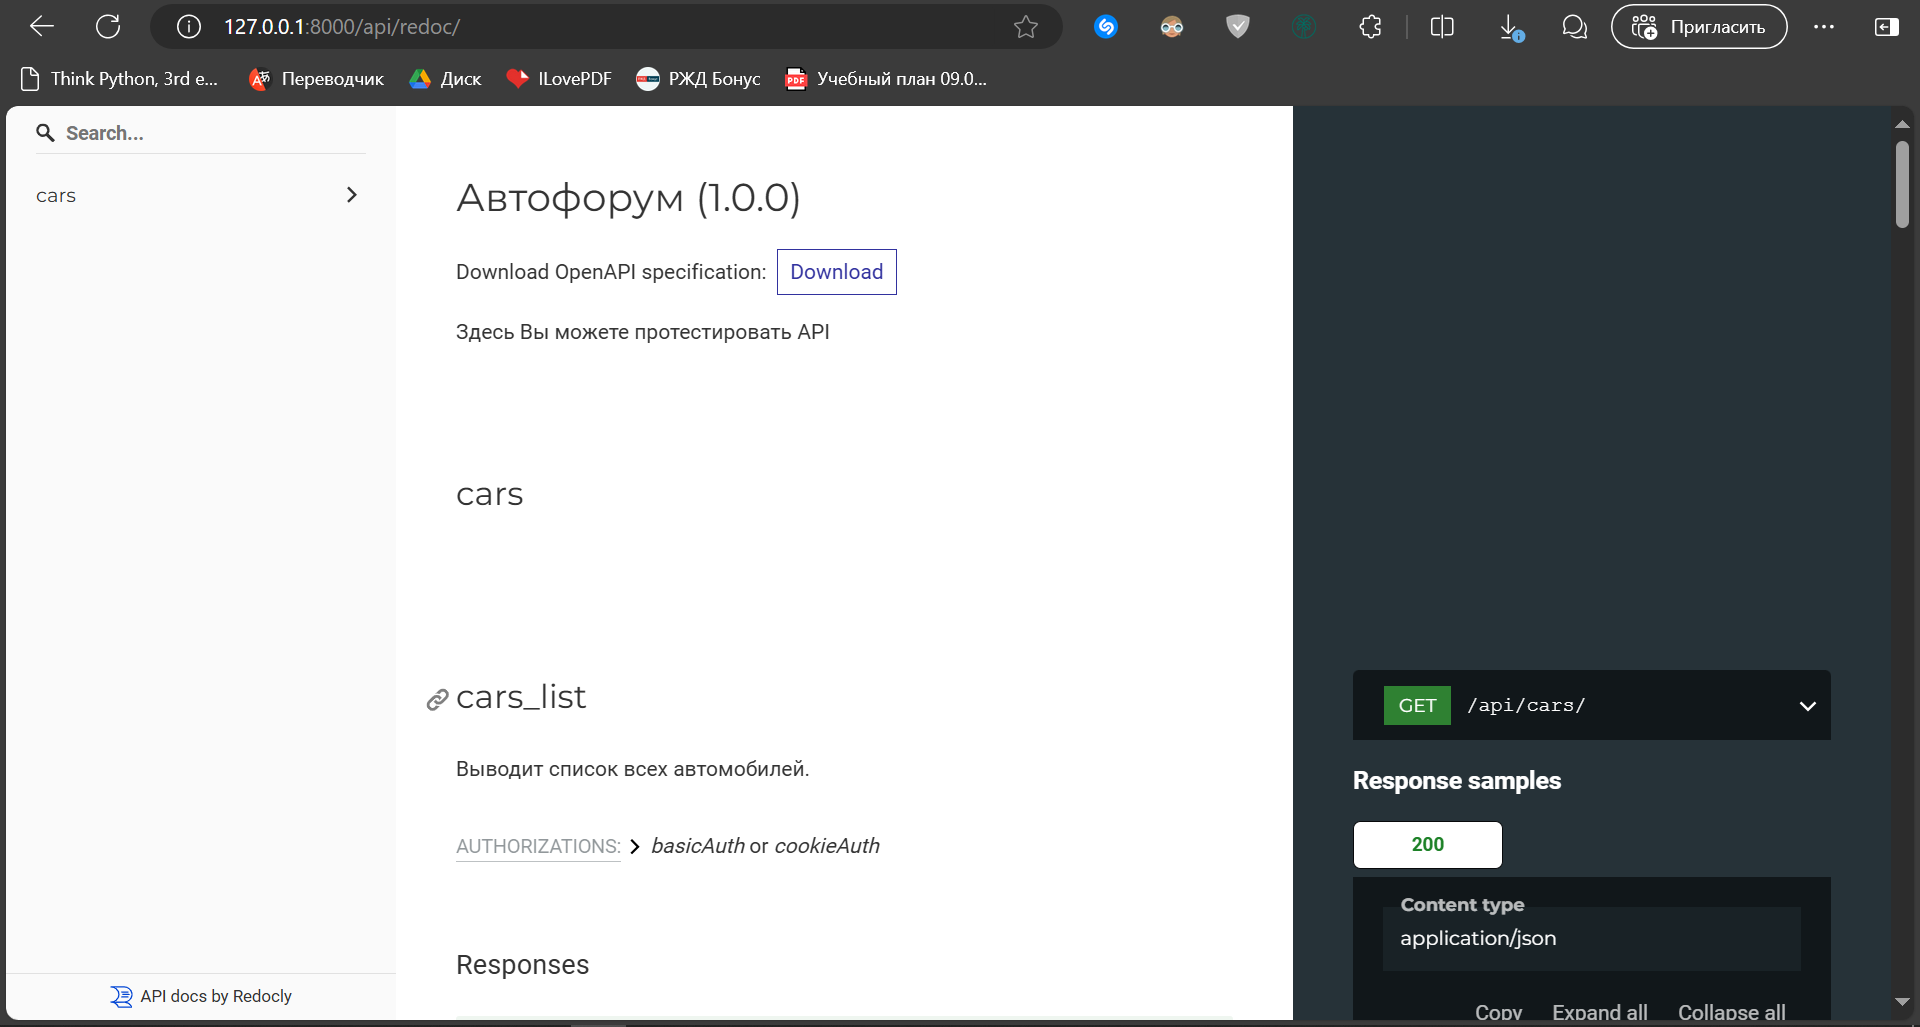 127.0.0.1:8000/api/redoc/
Пригласить
Think Python, 3rd e...
Переводчик
Диск
ILovePDF
РЖД Бонус
Учебный план 09.0...
Search...
cars
Автофорум (1.0.0)
Download OpenAPI specification: Download
Здесь Вы можете протестировать API
cars
cars_list
Выводит список всех автомобилей.
AUTHORIZATIONS: basicAuth or cookieAuth
Responses
GET /api/cars/
Response samples
200
Content type
application/json
Copy Expand all Collapse all
API docs by Redocly